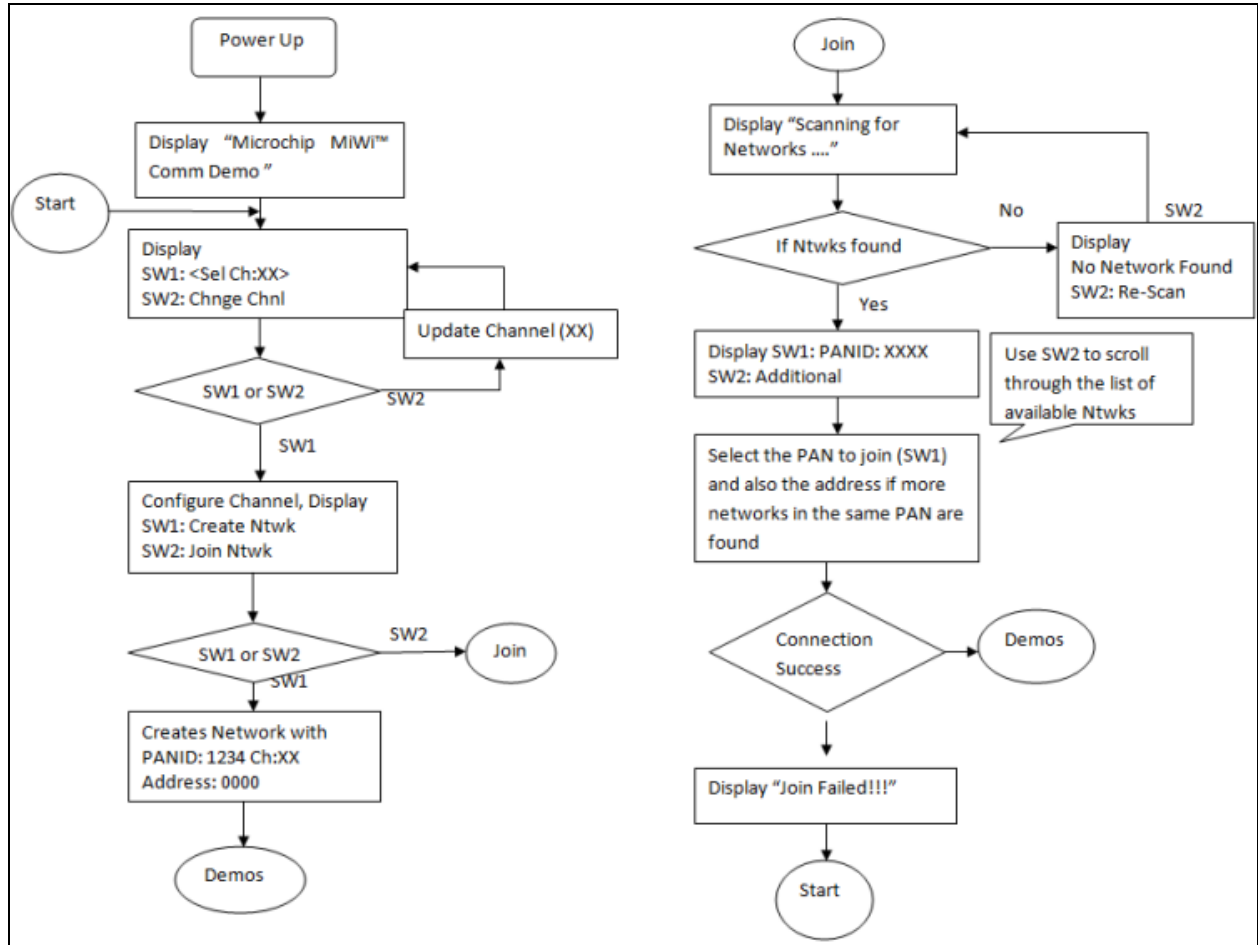 Power Up
Display “Microchip MiWi™
Comm Demo ”
Start
Display
SW1: <Sel Ch:XX>
SW2: Chnge Chnl
Update Channel (XX)
SW1 or SW2
SW2
SW1
Configure Channel, Display
SW1: Create Ntwk
SW2: Join Ntwk
SW1 or SW2
SW2
Join
SW1
Creates Network with
PANID: 1234 Ch:XX
Address: 0000
Demos
Join
Display “Scanning for
Networks ....”
If Ntwks found
No
SW2
Display
No Network Found
SW2: Re-Scan
Yes
Display SW1: PANID: XXXX
SW2: Additional
Use SW2 to scroll
through the list of
available Ntwks
Select the PAN to join (SW1)
and also the address if more
networks in the same PAN are
found
Connection
Success
Demos
Display “Join Failed!!!”
Start